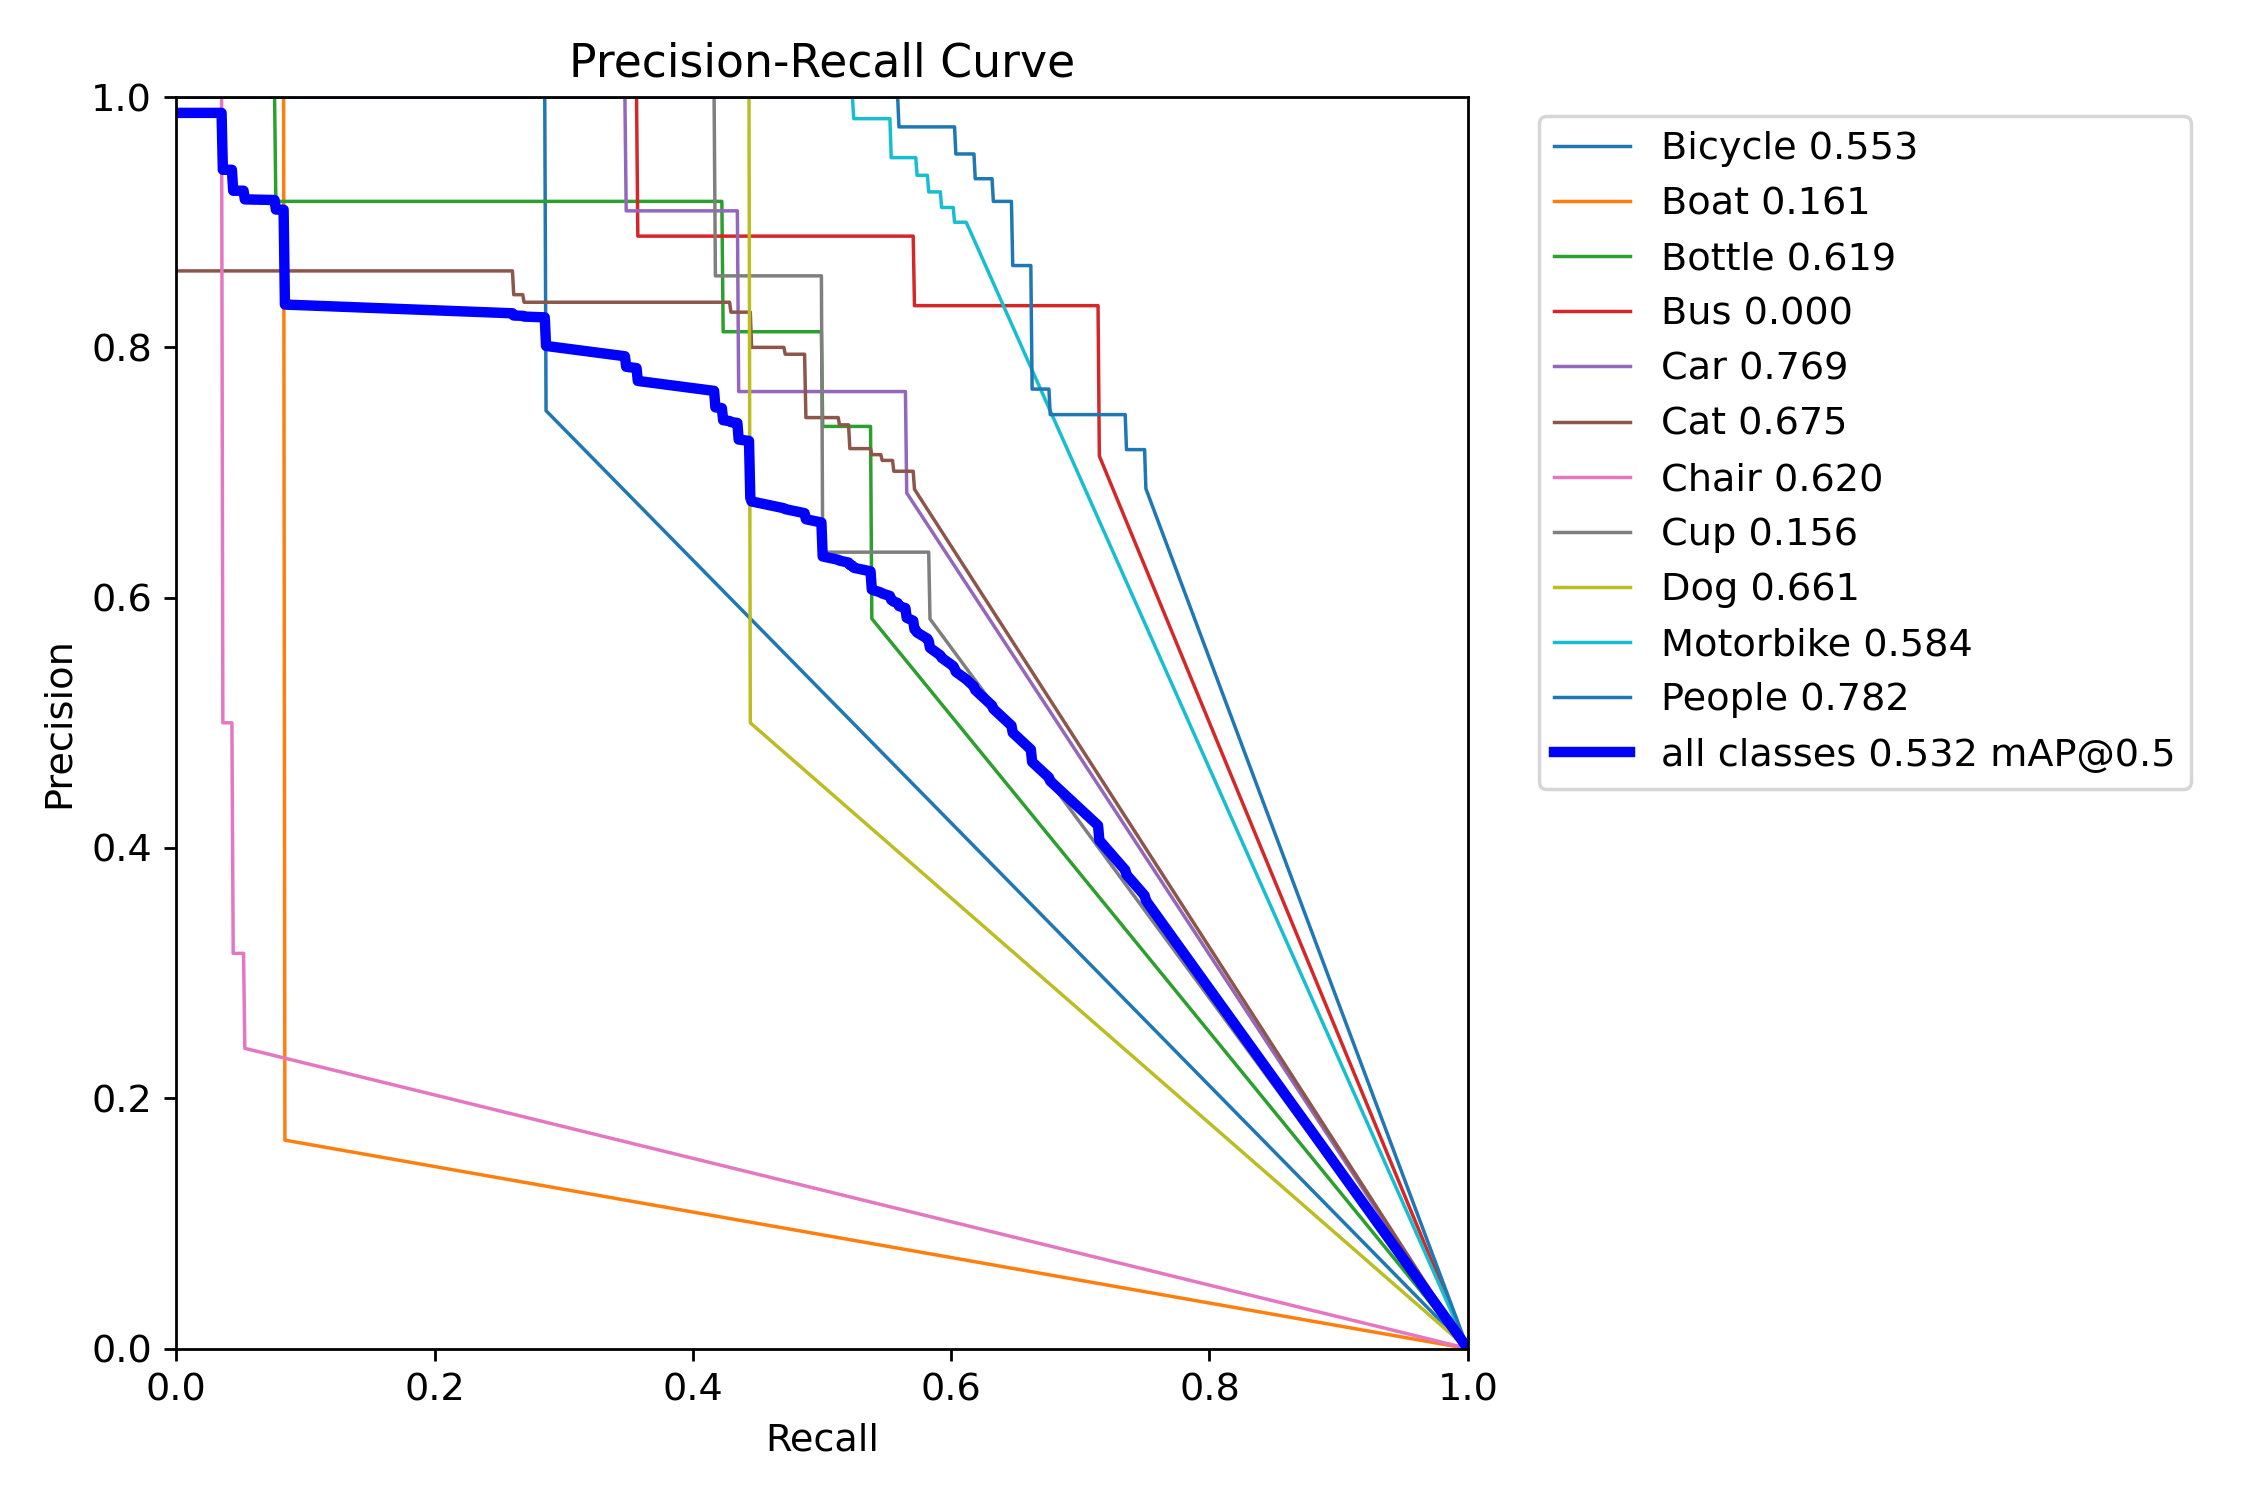 Precision-Recall Curve
1.0
0.8
0.6
0.4
0.2
0.0
Precision
0.0 0.2 0.4 0.6 0.8 1.0
Recall
Bicycle 0.553
Boat 0.161
Bottle 0.619
Bus 0.000
Car 0.769
Cat 0.675
Chair 0.620
Cup 0.156
Dog 0.661
Motorbike 0.584
People 0.782
all classes 0.532 mAP@0.5